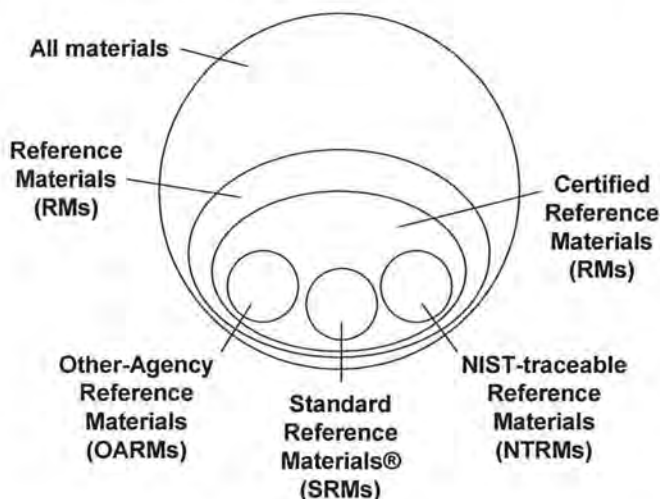 All materials
Reference
Materials
(RMs)
Certified
Reference
Materials
(RMs)
Other-Agency
Reference
Materials
(OARMs)
Standard
Reference
Materials®
(SRMs)
NIST-traceable
Reference
Materials
(NTRMs)